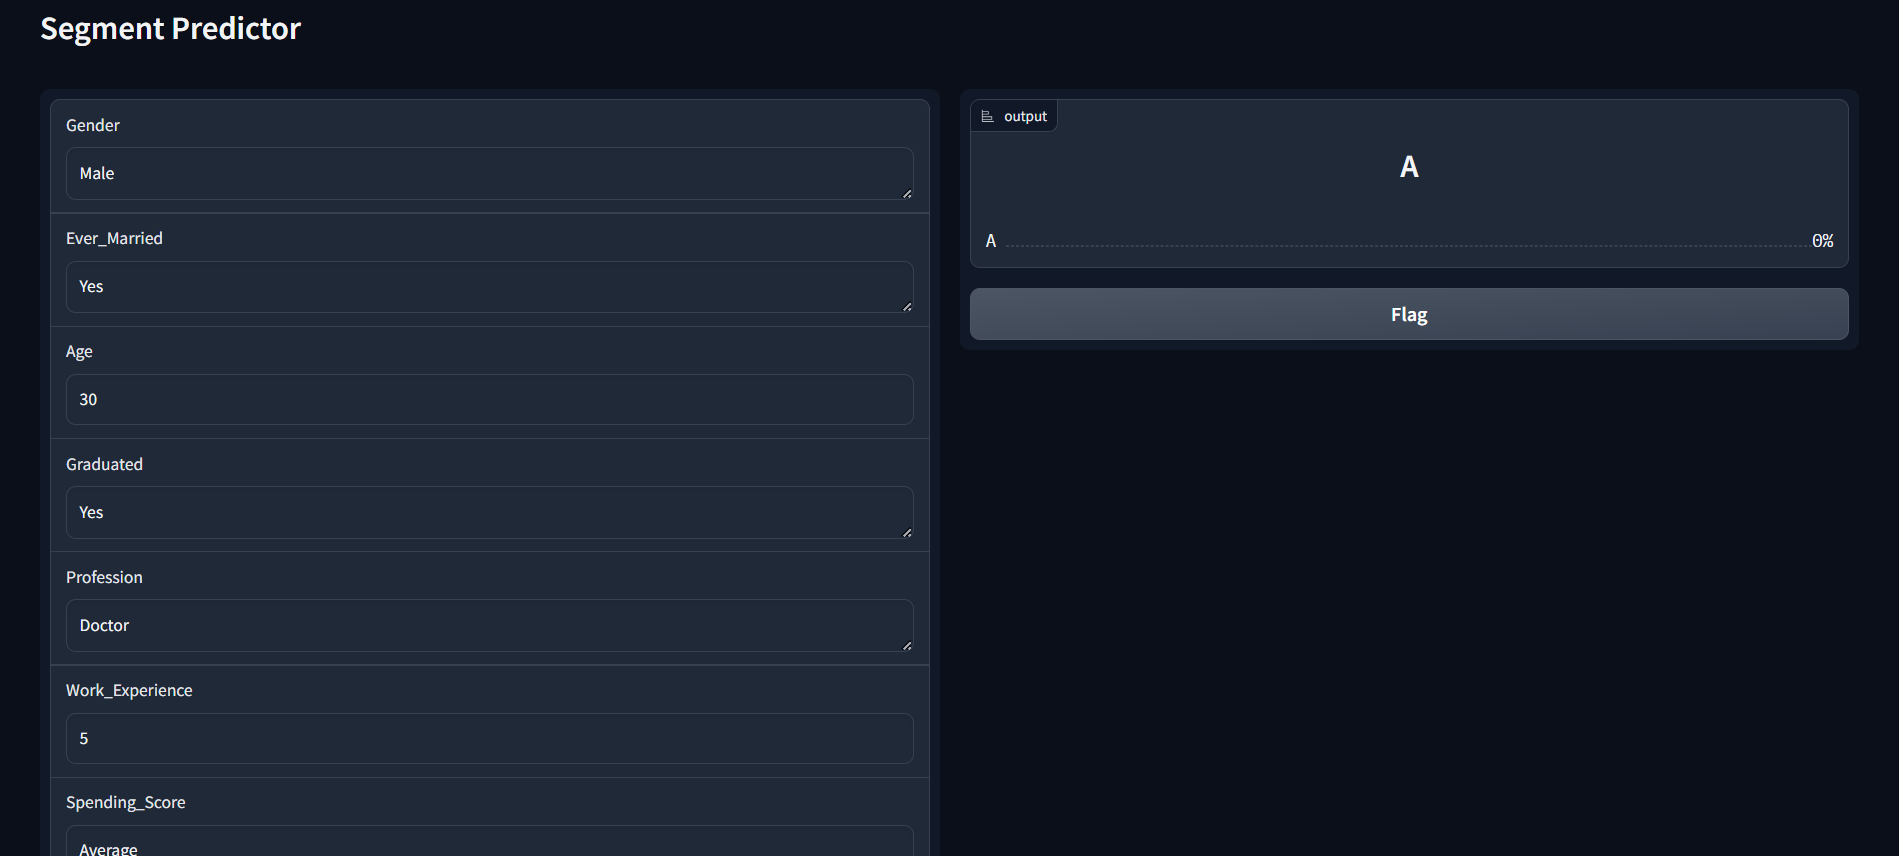 Segment Predictor
Gender
Male
Ever_Married
Yes
Age
30
Graduated
Yes
Profession
Doctor
Work_Experience
5
Spending_Score
Average
output
A
A 0%
Flag